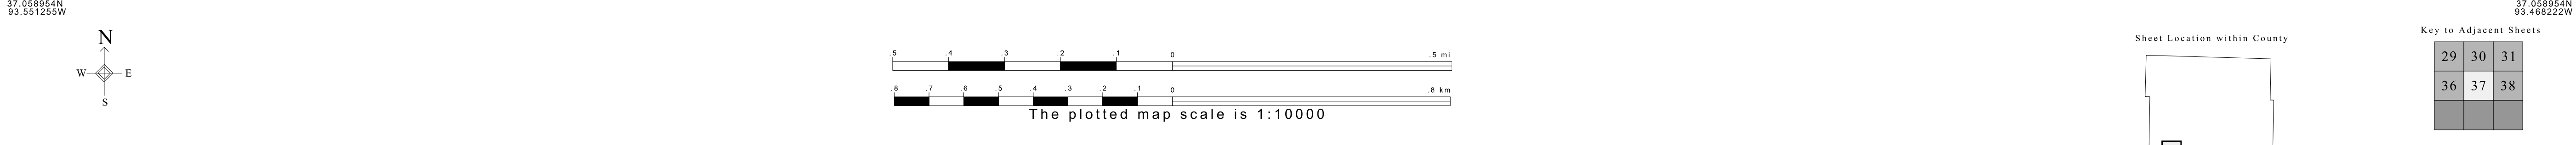 37.058954N
93.551255W
37.058954N
93.468222W
N
W E
S
.5 .4 .3 .2 .1 0 .5 mi
.8 .7 .6 .5 .4 .3 .2 .1 0 .8 km
The plotted map scale is 1:10000
Sheet Location within County
Key to Adjacent Sheets
29 30 31
36 37 38